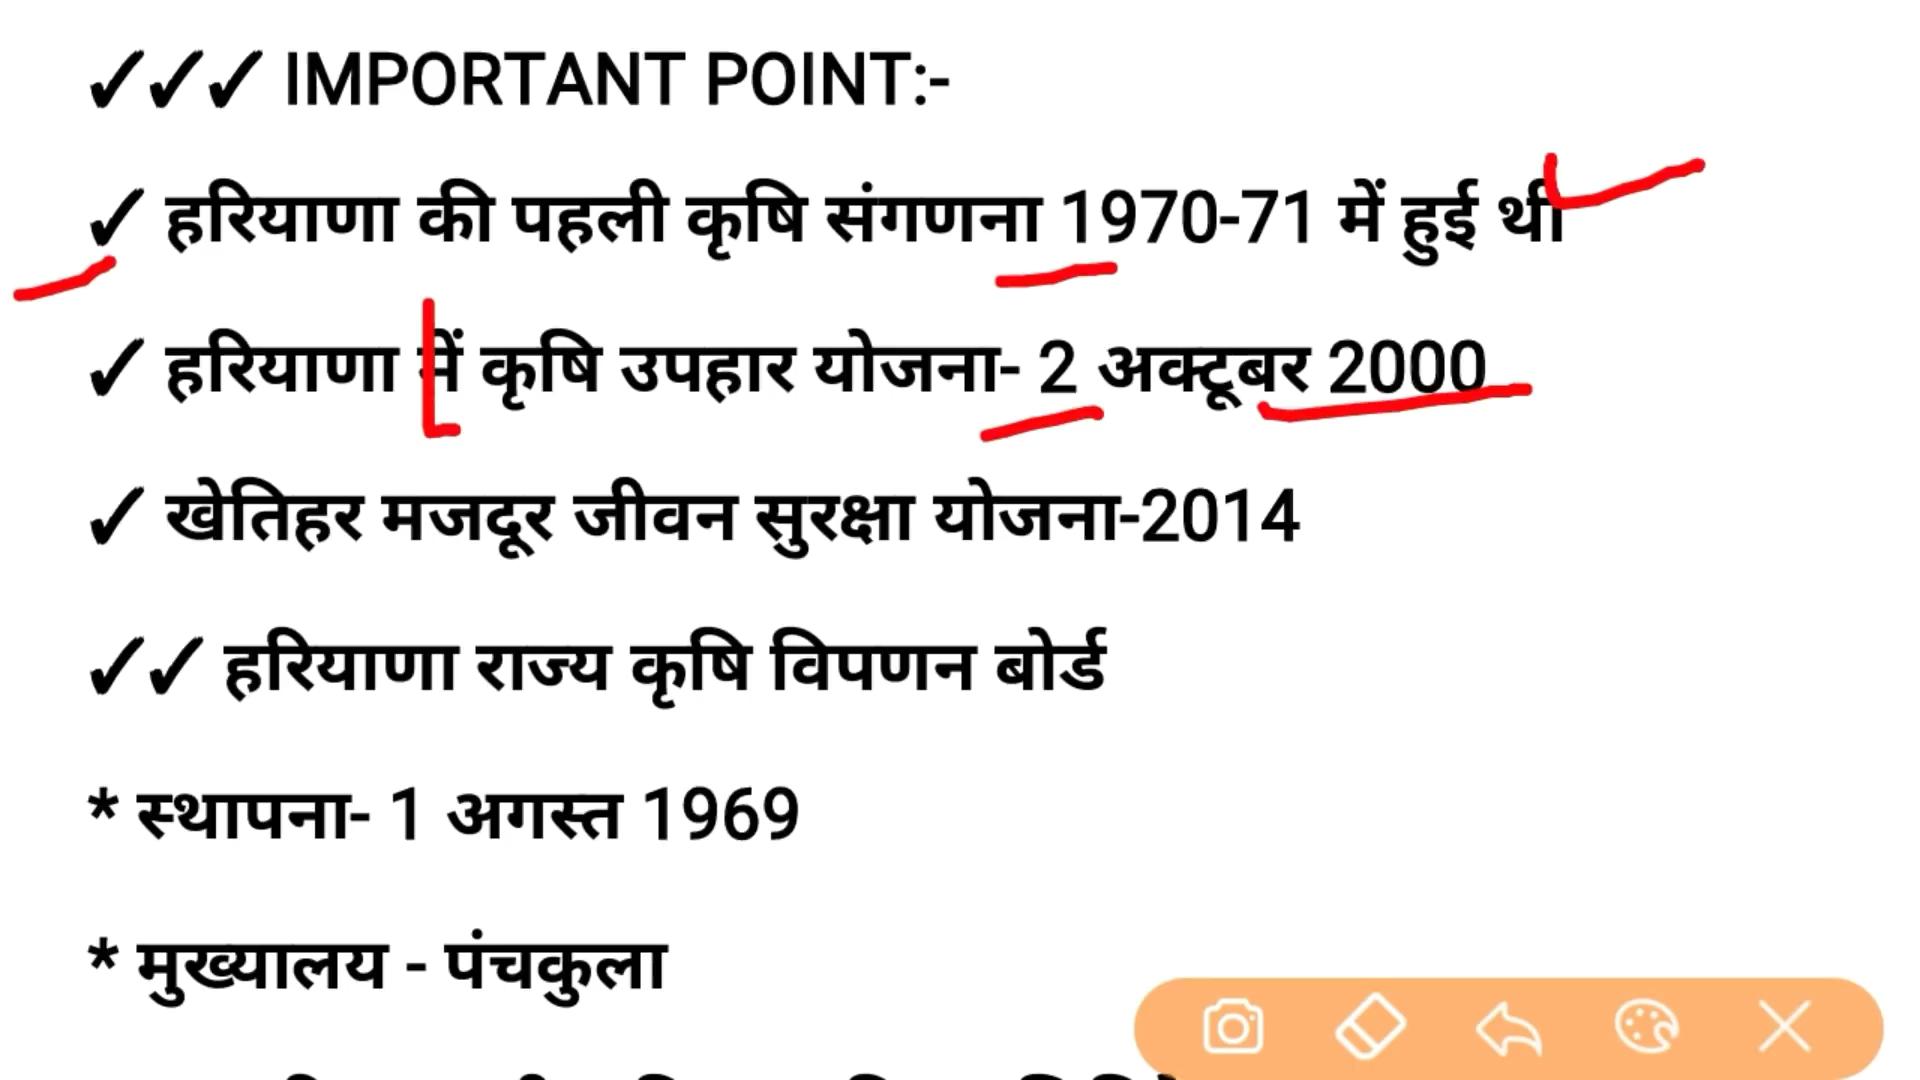 ✓✓✓ IMPORTANT POINT:-
✓ हरियाणा की पहली कृषि संगणना 1970-71 में हुई थी
✓ हरियाणा में कृषि उपहार योजना- 2 अक्टूबर 2000
✓ खेतिहर मजदूर जीवन सुरक्षा योजना-2014
✓✓ हरियाणा राज्य कृषि विपणन बोर्ड
* स्थापना- 1 अगस्त 1969
* मुख्यालय - पंचकुला